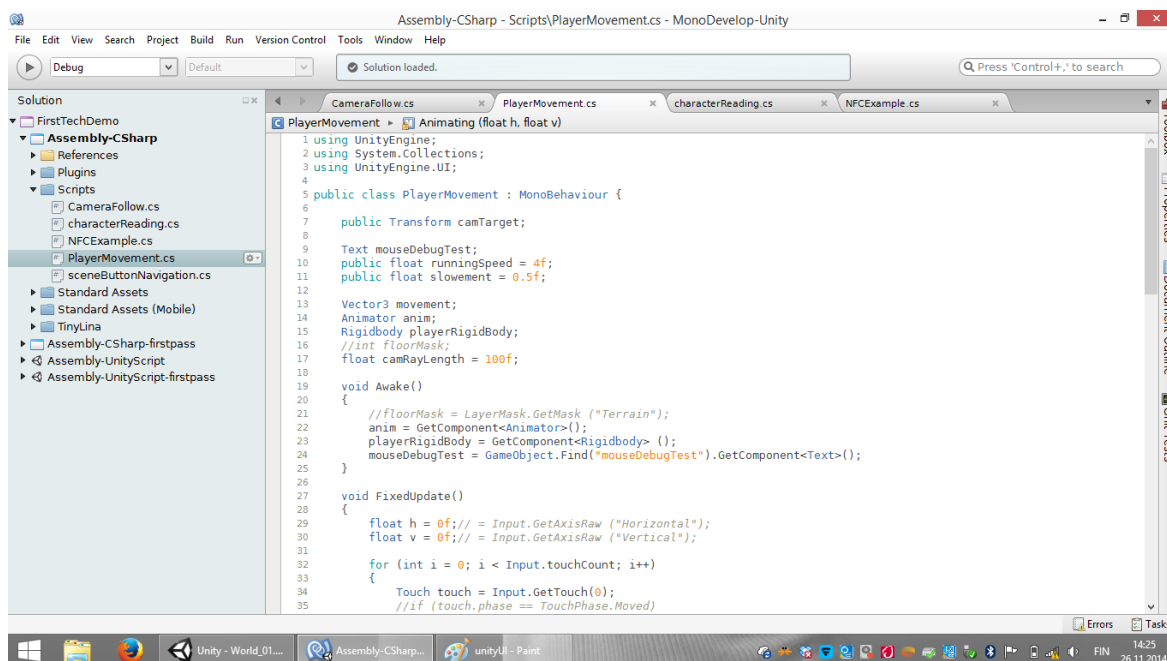 Assembly-CSharp - Scripts\PlayerMovement.cs - MonoDevelop-Unity
File Edit View Search Project Build Run Version Control Tools Window Help
Debug Default Solution loaded. Press 'Control+,' to search
Solution
FirstTechDemo
Assembly-CSharp
References
Plugins
Scripts
CameraFollow.cs
characterReading.cs
NFCExample.cs
PlayerMovement.cs
sceneButtonNavigation.cs
Standard Assets
Standard Assets (Mobile)
TinyLina
Assembly-CSharp-firstpass
Assembly-UnityScript
Assembly-UnityScript-firstpass
CameraFollow.cs PlayerMovement.cs characterReading.cs NFCExample.cs
PlayerMovement Animating (float h, float v)
1 using UnityEngine;
2 using System.Collections;
3 using UnityEngine.UI;
4
5 public class PlayerMovement : MonoBehaviour {
6
7 public Transform camTarget;
8
9 Text mouseDebugTest;
10 public float runningSpeed = 4f;
11 public float slowement = 0.5f;
12
13 Vector3 movement;
14 Animator anim;
15 Rigidbody playerRigidBody;
16 //int floorMask;
17 float camRayLength = 100f;
18
19 void Awake()
20 {
21 //floorMask = LayerMask.GetMask ("Terrain");
22 anim = GetComponent<Animator>();
23 playerRigidBody = GetComponent<Rigidbody> ();
24 mouseDebugTest = GameObject.Find("mouseDebugTest").GetComponent<Text>();
25 }
26
27 void FixedUpdate()
28 {
29 float h = 0f;// = Input.GetAxisRaw ("Horizontal");
30 float v = 0f;// = Input.GetAxisRaw ("Vertical");
31
32 for (int i = 0; i < Input.touchCount; i++)
33 {
34 Touch touch = Input.GetTouch(0);
35 //if (touch.phase == TouchPhase.Moved)
Properties
Errors Task
Unity - World_01.... Assembly-CSharp... unityUI - Paint FIN 14:25
26.11.2014